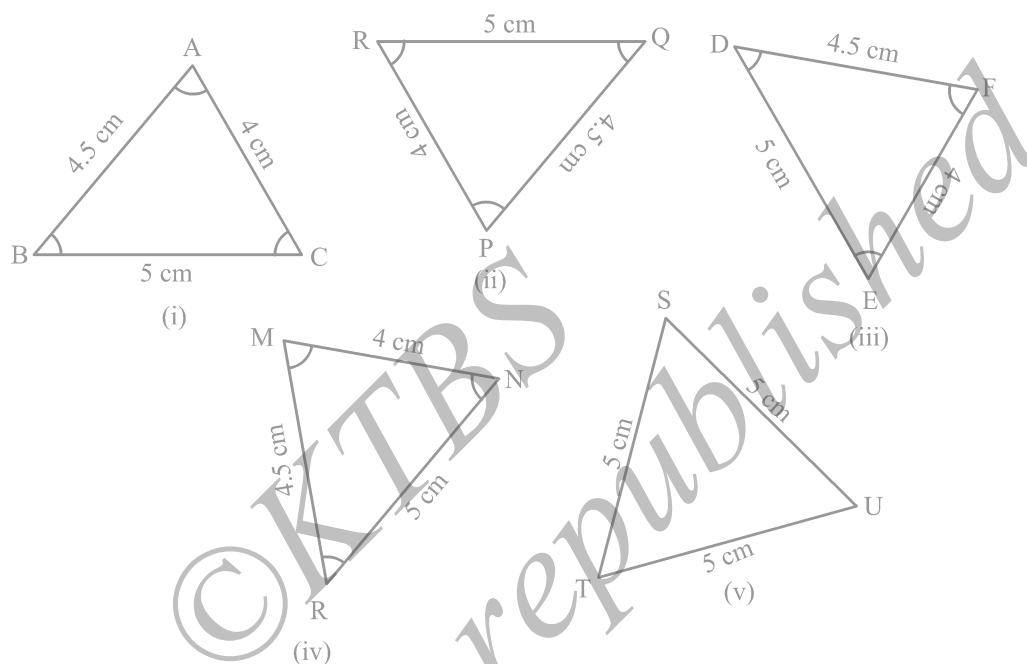 A
4.5 cm
4 cm
B
C
5 cm
(i)
5 cm
R
Q
4 cm
4.5 cm
P
(ii)
D
4.5 cm
F
5 cm
4 cm
E
(iii)
M
4 cm
N
4.5 cm
5 cm
R
(iv)
S
5 cm
5 cm
U
T
5 cm
(v)
©KTBS
republished